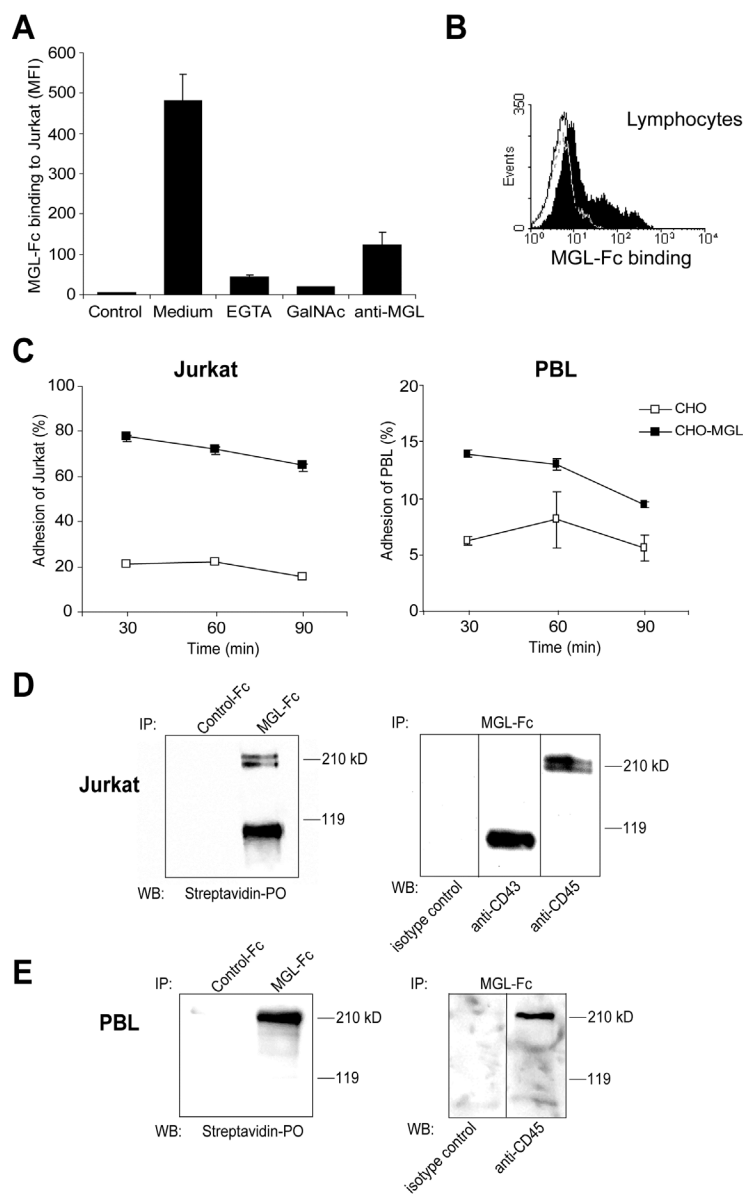 A
MGL-Fc binding to Jurkat (MFI)
600
500
400
300
200
100
0
Control Medium EGTA GalNAc anti-MGL
B
Lymphocytes
Events
350
0
10⁰ 10¹ 10² 10³ 10⁴
MGL-Fc binding
C
Jurkat
Adhesion of Jurkat (%)
100
80
60
40
20
0
30 60 90
Time (min)
PBL
Adhesion of PBL (%)
20
15
10
5
0
30 60 90
Time (min)
CHO
CHO-MGL
D
Jurkat
IP: Control-Fc MGL-Fc
210 kD
119
WB: Streptavidin-PO
IP: MGL-Fc
210 kD
119
WB: isotype control anti-CD43 anti-CD45
E
PBL
IP: Control-Fc MGL-Fc
210 kD
119
WB: Streptavidin-PO
IP: MGL-Fc
210 kD
119
WB: isotype control anti-CD45